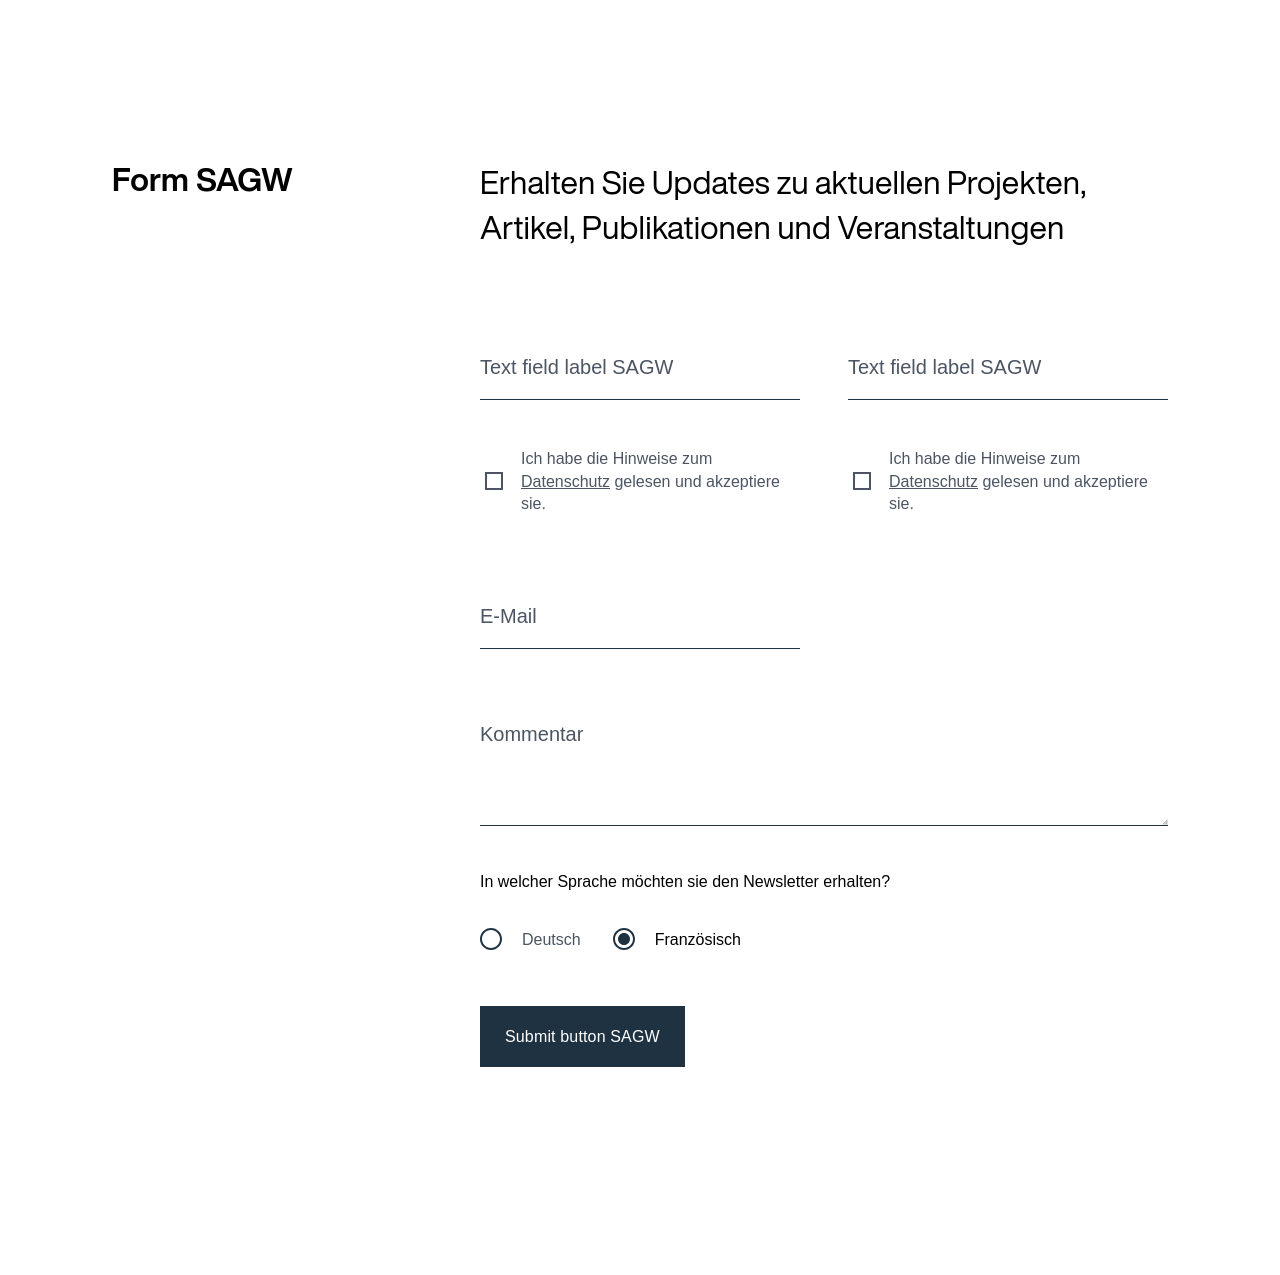 Form SAGW
Erhalten Sie Updates zu aktuellen Projekten,
Artikel, Publikationen und Veranstaltungen
Text field label SAGW
Text field label SAGW
Ich habe die Hinweise zum
Datenschutz gelesen und akzeptiere
sie.
Ich habe die Hinweise zum
Datenschutz gelesen und akzeptiere
sie.
E-Mail
Kommentar
In welcher Sprache möchten sie den Newsletter erhalten?
Deutsch
Französisch
Submit button SAGW